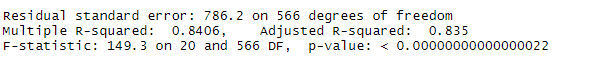 Residual standard error: 786.2 on 566 degrees of freedom
Multiple R-squared:  0.8406,    Adjusted R-squared:  0.835
F-statistic: 149.3 on 20 and 566 DF,  p-value: < 0.00000000000000022